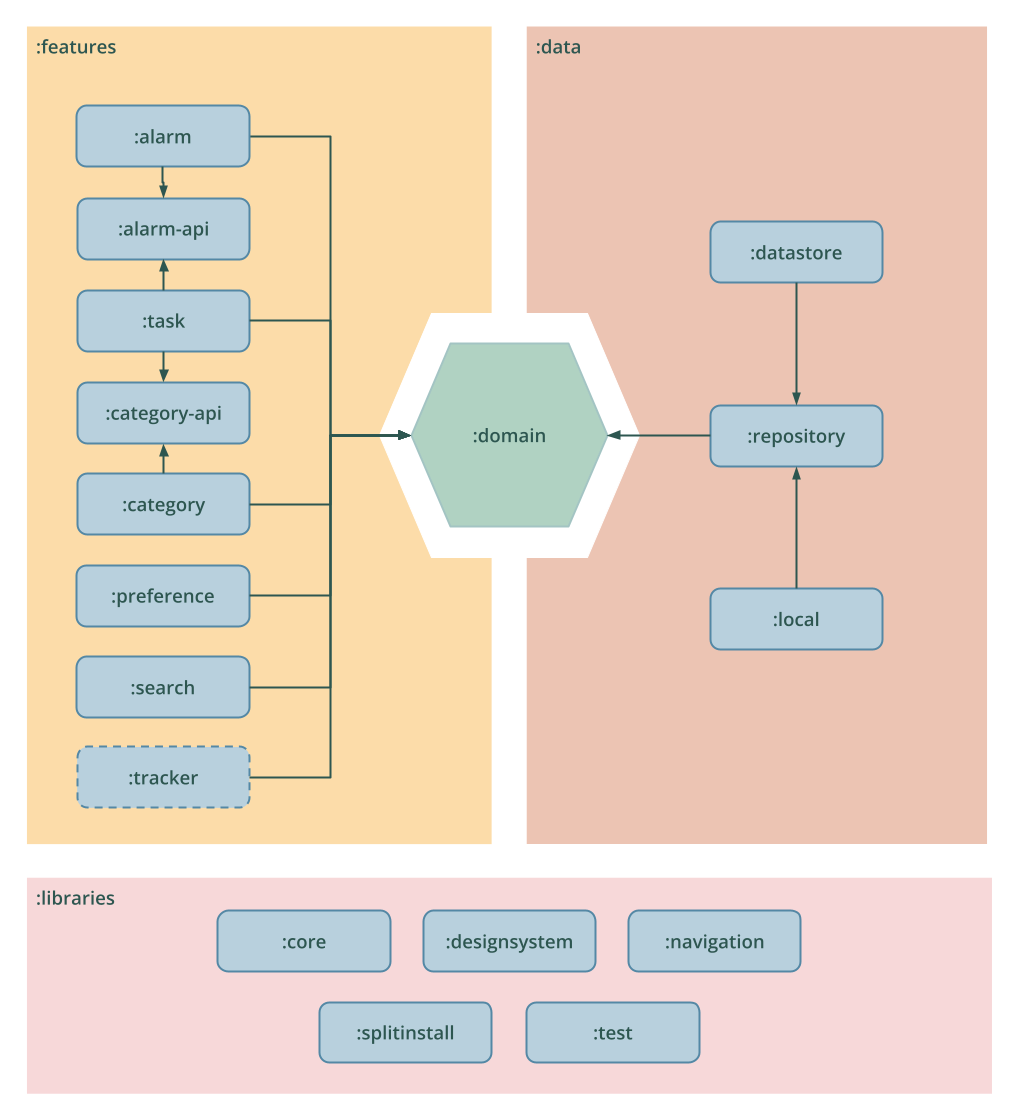 :features
:alarm
:alarm-api
:task
:category-api
:category
:preference
:search
:tracker
:domain
:data
:datastore
:repository
:local
:libraries
:core
:designsystem
:navigation
:splitinstall
:test